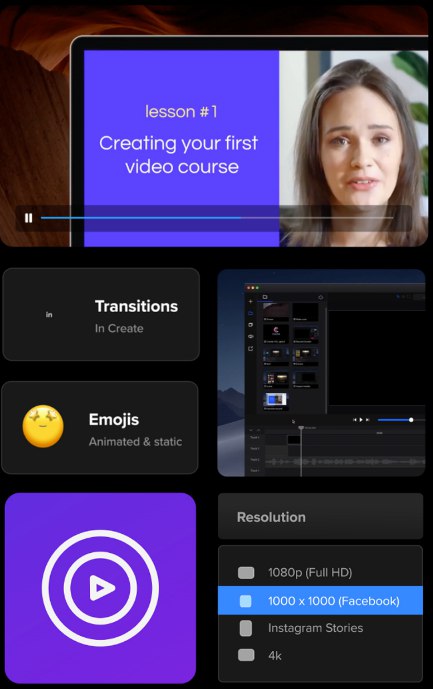 lesson #1
Creating your first
video course
in
Transitions
In Create
Emojis
Animated & static
Resolution
1080p (Full HD)
1000 x 1000 (Facebook)
Instagram Stories
4k